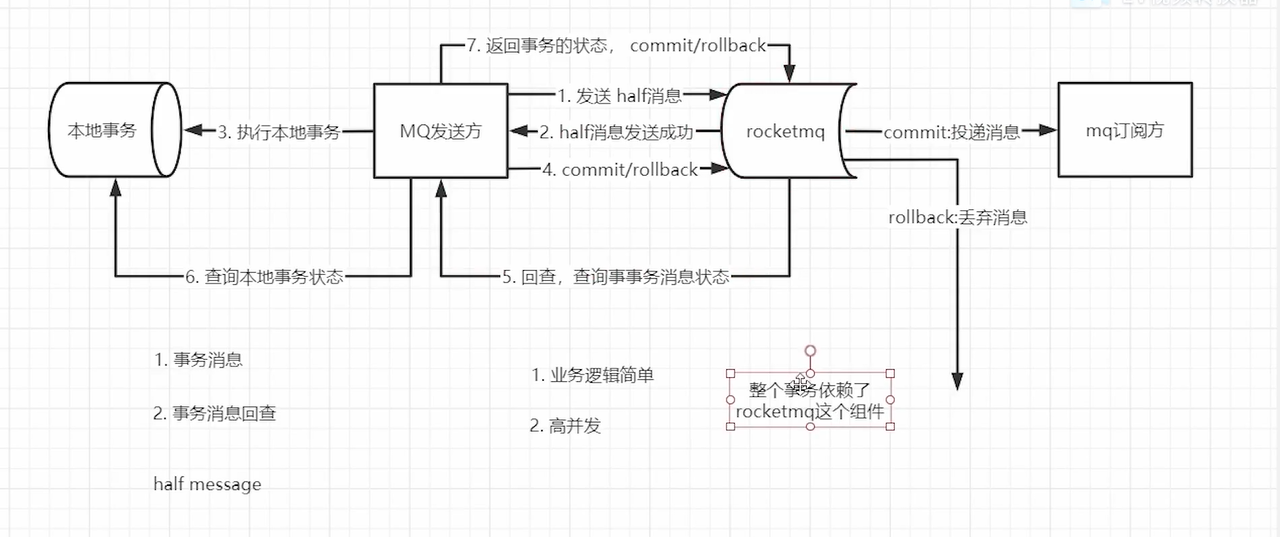 7. 返回事务的状态， commit/rollback
1. 发送 half消息
本地事务
3. 执行本地事务
MQ发送方
2. half消息发送成功
rocketmq
commit:投递消息
mq订阅方
4. commit/rollback
rollback:丢弃消息
6. 查询本地事务状态
5. 回查，查询事事务消息状态
1. 事务消息
1. 业务逻辑简单
整个事务依赖了
rocketmq这个组件
2. 事务消息回查
2. 高并发
half message